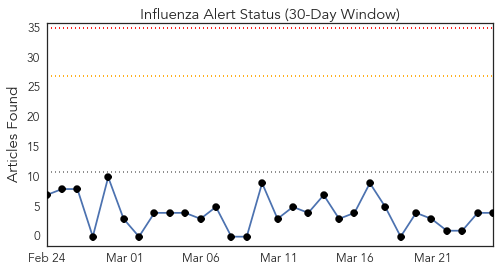 Influenza Alert Status (30-Day Window)
Articles Found
35
30
25
20
15
10
5
0
Feb 24
Mar 01
Mar 06
Mar 11
Mar 16
Mar 21